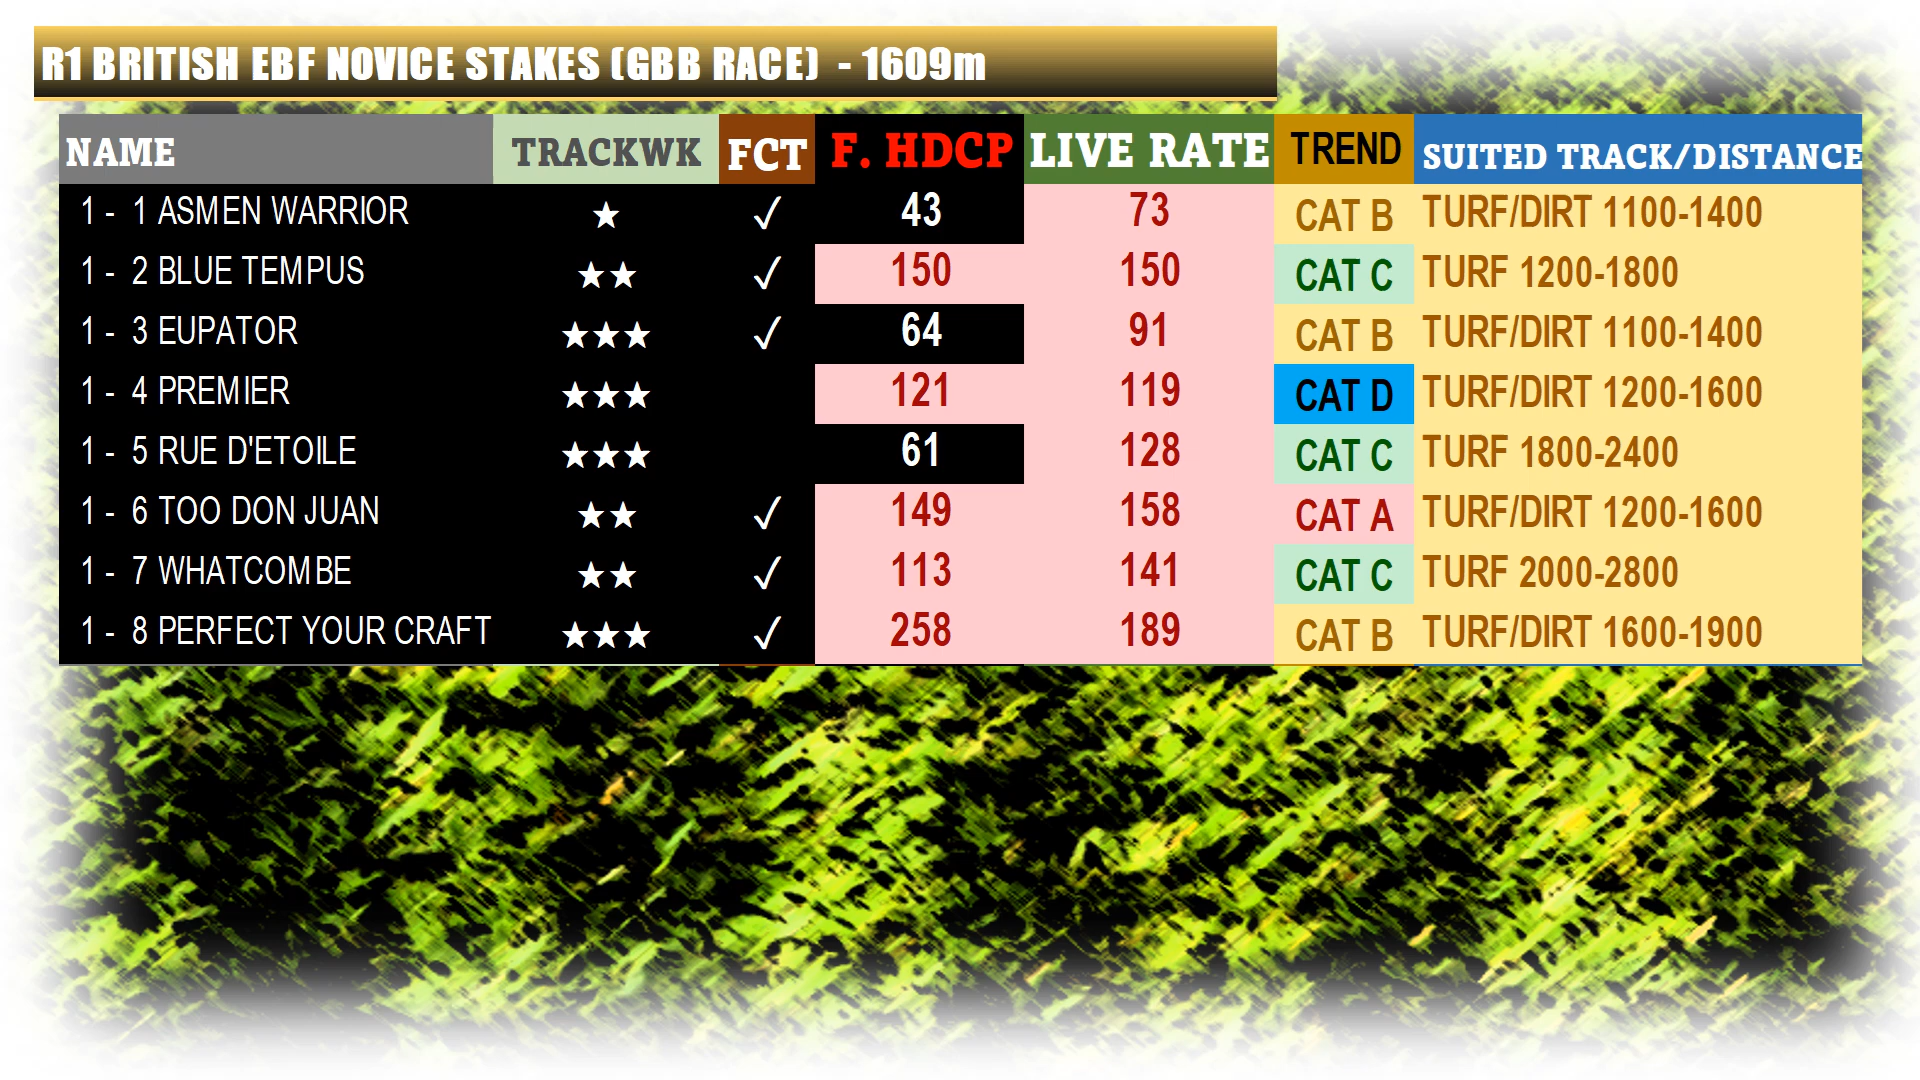 R1 BRITISH EBF NOVICE STAKES (GBB RACE) - 1609m
NAME TRACKWK FCT F. HDCP LIVE RATE TREND SUITED TRACK/DISTANCE
1 - 1 ASMEN WARRIOR ★ ✓ 43 73 CAT B TURF/DIRT 1100-1400
1 - 2 BLUE TEMPUS ★★ ✓ 150 150 CAT C TURF 1200-1800
1 - 3 EUPATOR ★★★ ✓ 64 91 CAT B TURF/DIRT 1100-1400
1 - 4 PREMIER ★★★ 121 119 CAT D TURF/DIRT 1200-1600
1 - 5 RUE D'ETOILE ★★★ 61 128 CAT C TURF 1800-2400
1 - 6 TOO DON JUAN ★★ ✓ 149 158 CAT A TURF/DIRT 1200-1600
1 - 7 WHATCOMBE ★★ ✓ 113 141 CAT C TURF 2000-2800
1 - 8 PERFECT YOUR CRAFT ★★★ ✓ 258 189 CAT B TURF/DIRT 1600-1900